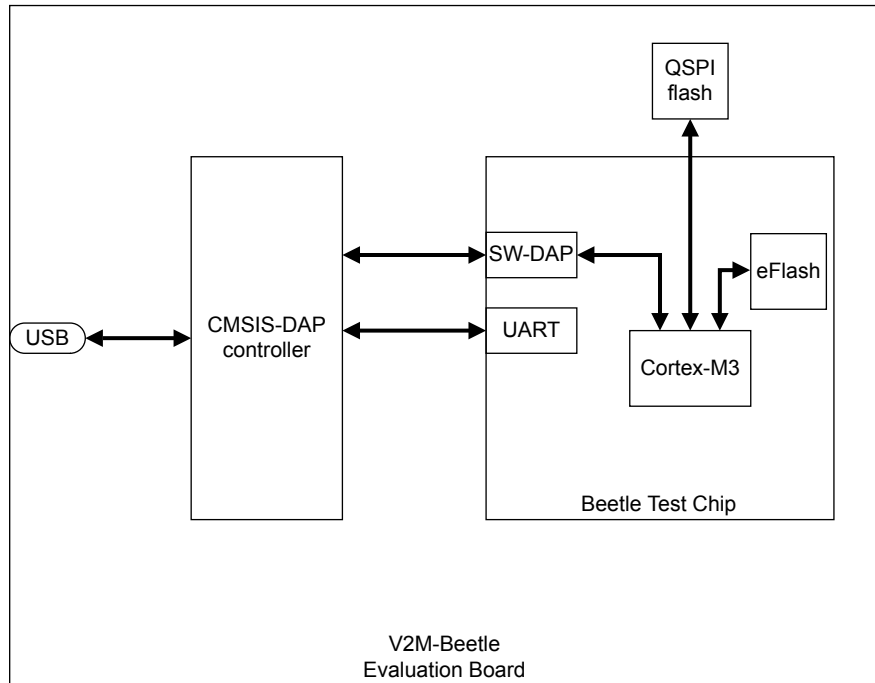 QSPI
flash
SW-DAP
eFlash
USB
CMSIS-DAP
controller
UART
Cortex-M3
Beetle Test Chip
V2M-Beetle
Evaluation Board